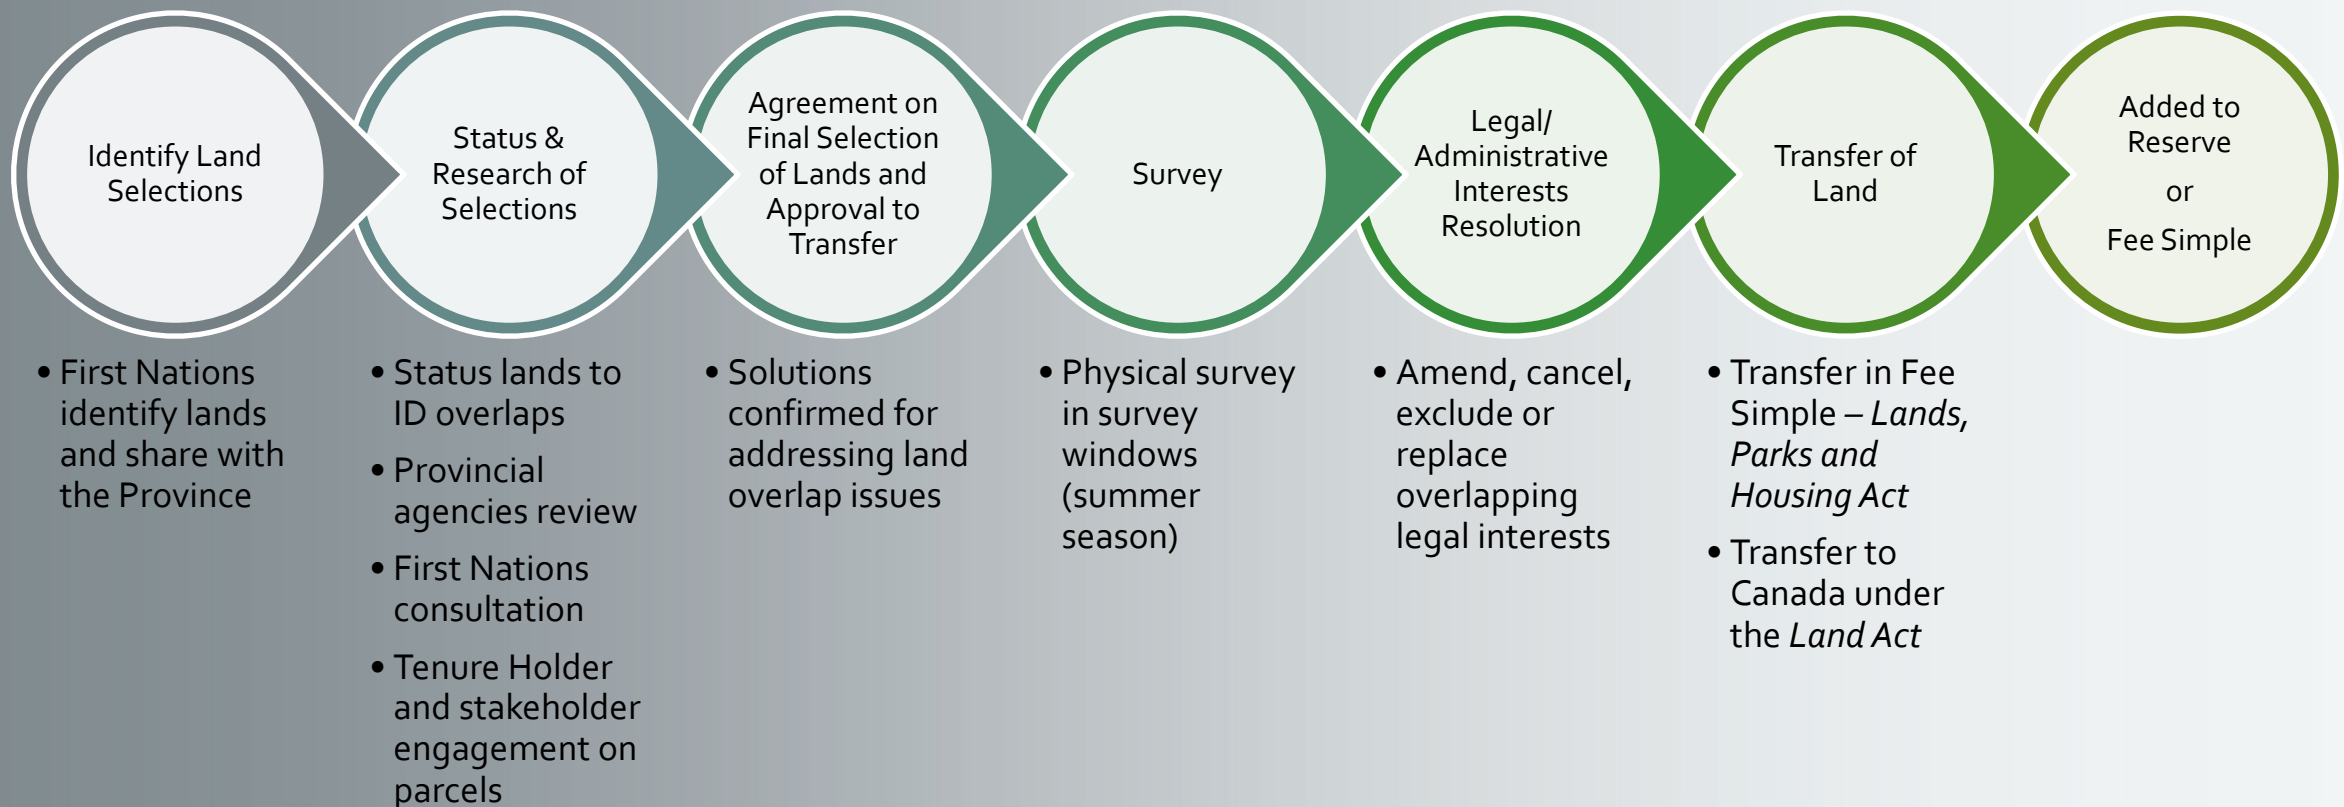 Identify Land
Selections
Status &
Research of
Selections
Agreement on
Final Selection
of Lands and
Approval to
Transfer
Survey
Legal/
Administrative
Interests
Resolution
Transfer of
Land
Added to
Reserve
or
Fee Simple
• First Nations
identify lands
and share with
the Province
• Status lands to
ID overlaps
• Provincial
agencies review
• First Nations
consultation
• Tenure Holder
and stakeholder
engagement on
parcels
• Solutions
confirmed for
addressing land
overlap issues
• Physical survey
in survey
windows
(summer
season)
• Amend, cancel,
exclude or
replace
overlapping
legal interests
• Transfer in Fee
Simple – Lands,
Parks and
Housing Act
• Transfer to
Canada under
the Land Act